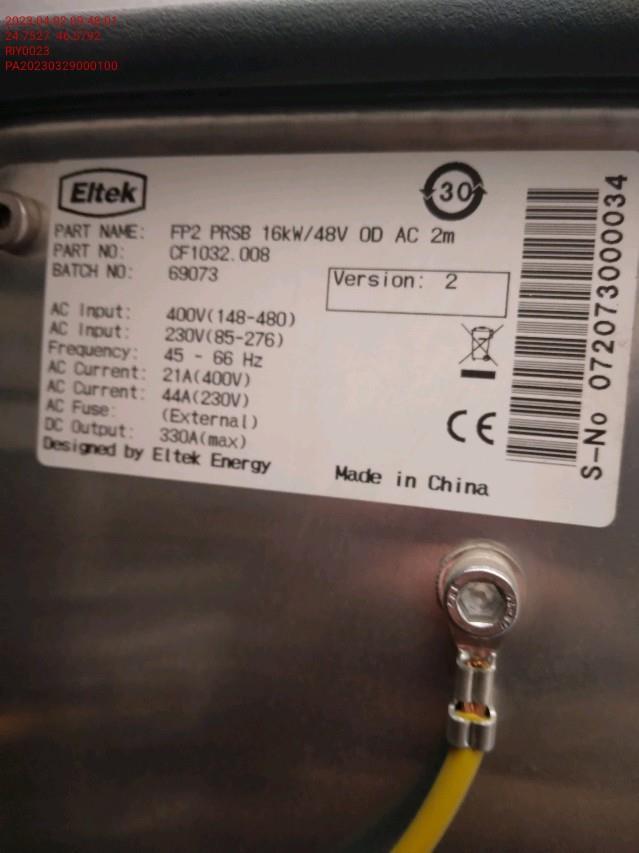 2023-04-02 09:48:01
24.7527 46.5792
RIY0023
PA20230329000100
Eltek
30
PART NAME: FP2 PRSB 16kW/48V OD AC 2m
PART NO: CF1032.008
BATCH NO: 69073
Version: 2
AC Input: 400V(148-480)
AC Input: 230V(85-276)
Frequency: 45 - 66 Hz
AC Current: 21A(400V)
AC Current: 44A(230V)
AC Fuse: (External)
DC Output: 330A(max)
Designed by Eltek Energy
CE
Made in China
S-No 072073000034